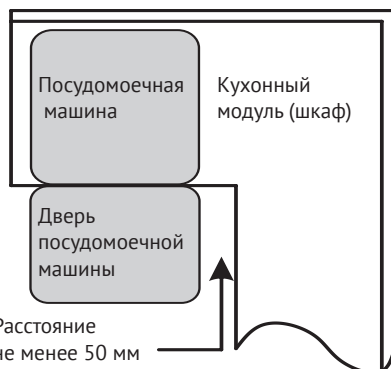 Посудомоечная
машина
Кухонный
модуль (шкаф)
Дверь
посудомоечной
машины
Расстояние
не менее 50 мм